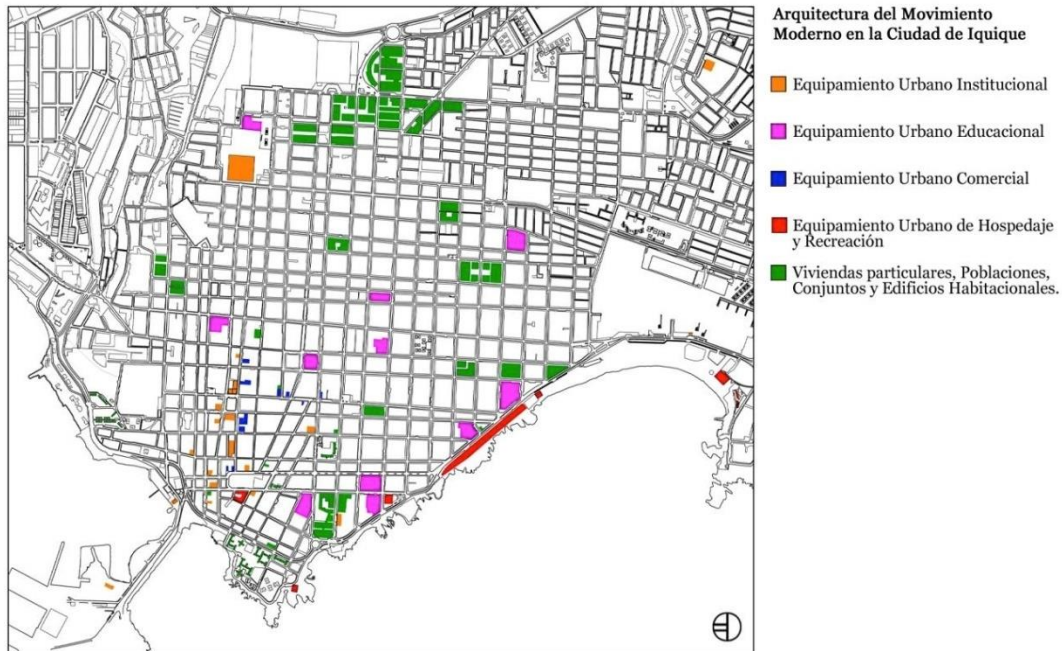 Arquitectura del Movimiento
Moderno en la Ciudad de Iquique
Equipamiento Urbano Institucional
Equipamiento Urbano Educacional
Equipamiento Urbano Comercial
Equipamiento Urbano de Hospedaje
y Recreación
Viviendas particulares, Poblaciones,
Conjuntos y Edificios Habitacionales.